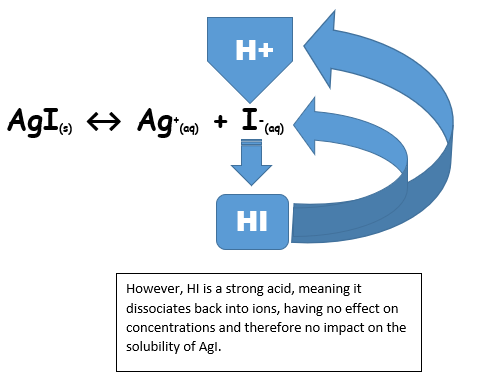 H+
AgI(s) ↔ Ag+(aq) + I-(aq)
HI
However, HI is a strong acid, meaning it
dissociates back into ions, having no effect on
concentrations and therefore no impact on the
solubility of AgI.